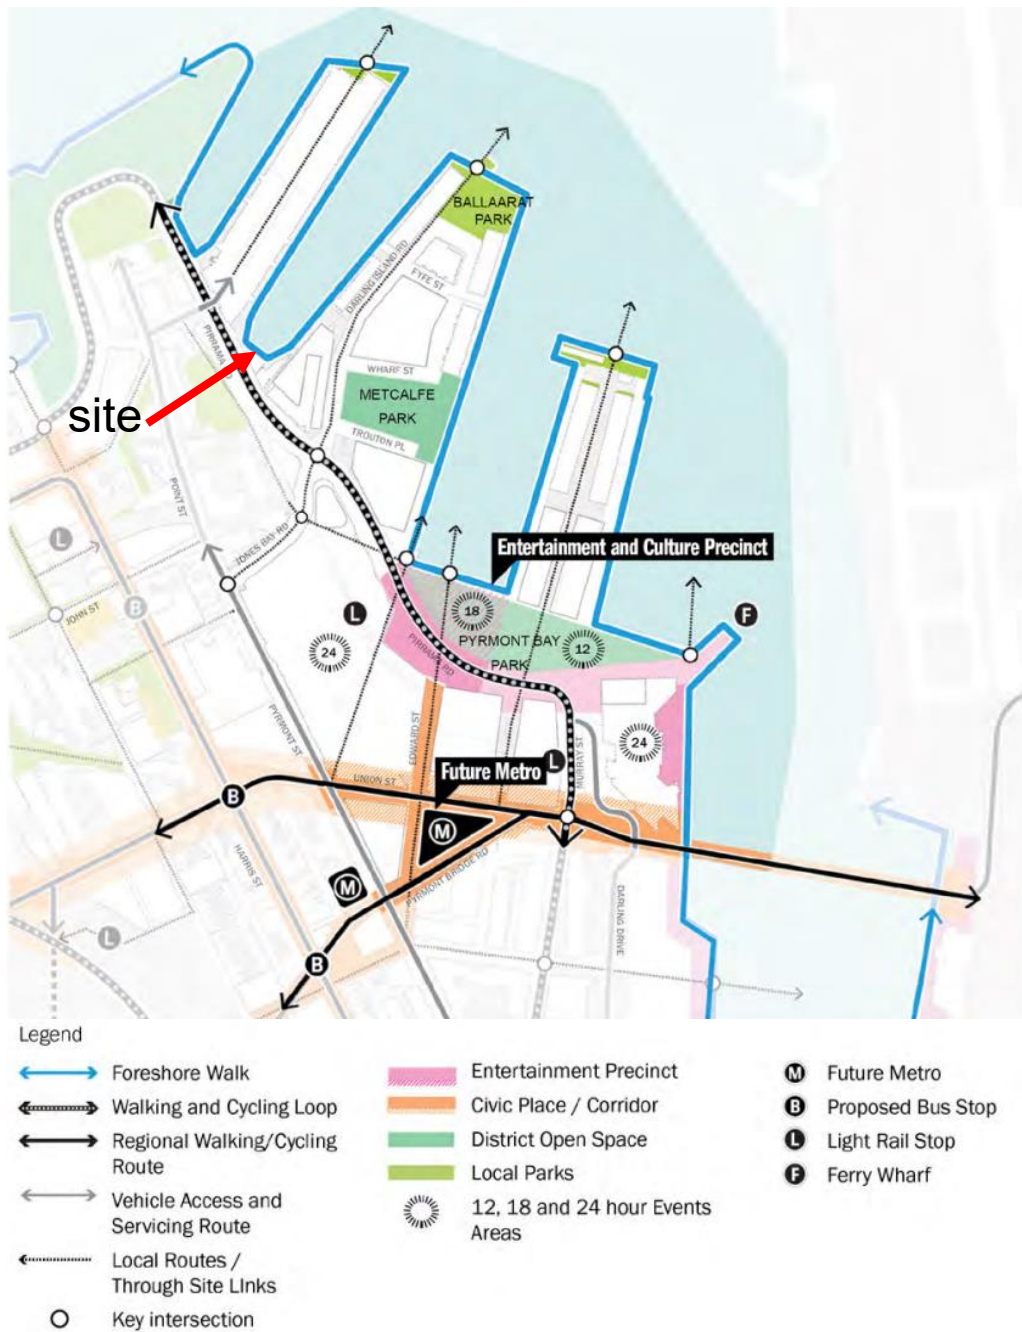 BALLAARAT
PARK
DARLING ISLAND RD
FYFE ST
PIRRAMA
WHARF ST
METCALFE
PARK
TROUTON PL
site
POINT ST
JONES BAY RD
Entertainment and Culture Precinct
L
L
18
F
JOHN ST
B
24
PYRMONT BAY
PARK
12
PIRRAMA RD
24
EDWARD ST
PYRMONT ST
MURRAY ST
L
Future Metro
UNION ST
B
M
HARRIS ST
PYRMONT BRIDGE RD
M
DARLING DRIVE
L
B
Legend
Foreshore Walk
Walking and Cycling Loop
Regional Walking/Cycling
Route
Vehicle Access and
Servicing Route
Local Routes /
Through Site LInks
Key intersection
Entertainment Precinct
Civic Place / Corridor
District Open Space
Local Parks
12, 18 and 24 hour Events
Areas
M Future Metro
B Proposed Bus Stop
L Light Rail Stop
F Ferry Wharf